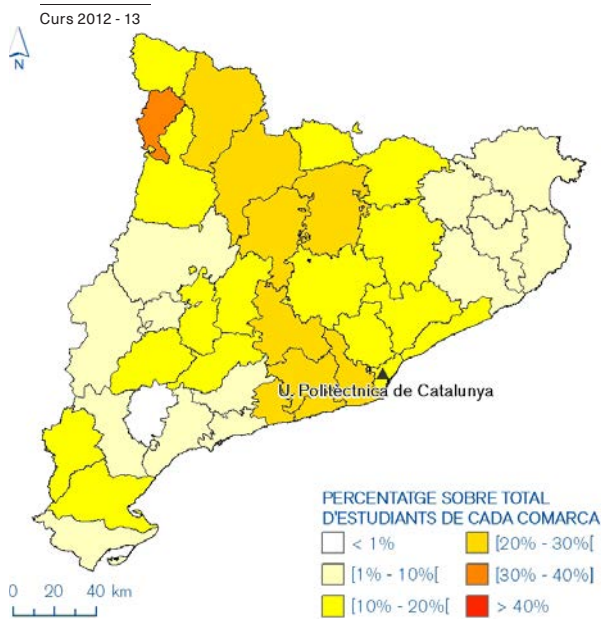 Curs 2012 - 13
N
U. Politècnica de Catalunya
PERCENTATGE SOBRE TOTAL
D'ESTUDIANTS DE CADA COMARCA
< 1% [20% - 30%[
[1% - 10%[ [30% - 40%]
[10% - 20%[ > 40%
0 20 40 km